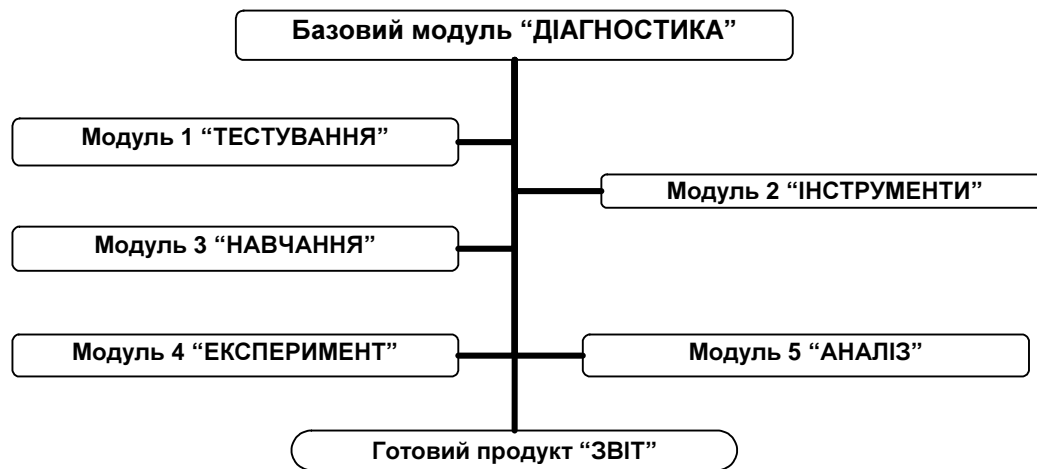 Базовий модуль “ДІАГНОСТИКА”
Модуль 1 “ТЕСТУВАННЯ”
Модуль 2 “ІНСТРУМЕНТИ”
Модуль 3 “НАВЧАННЯ”
Модуль 4 “ЕКСПЕРИМЕНТ”
Модуль 5 “АНАЛІЗ”
Готовий продукт “ЗВІТ”